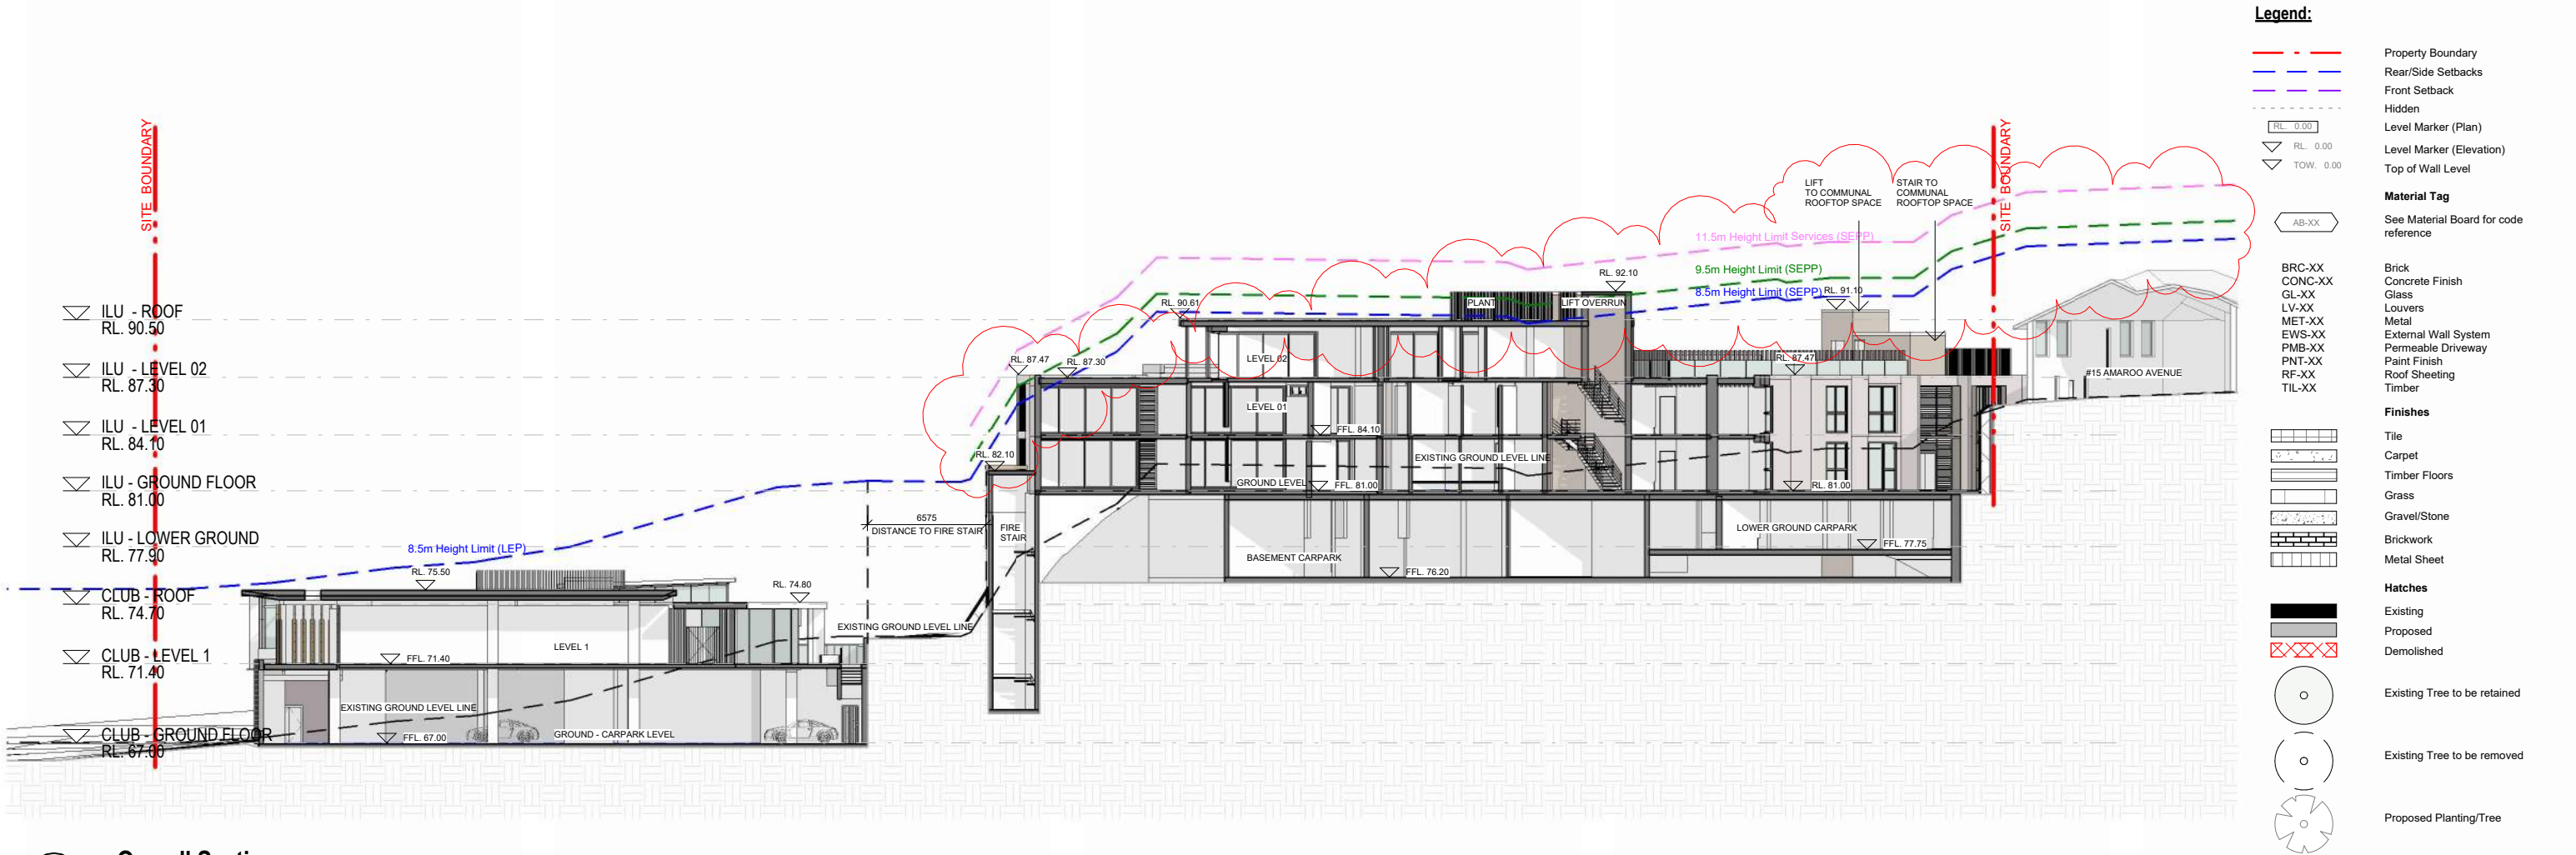 SITE BOUNDARY
ILU - ROOF
RL. 90.50
ILU - LEVEL 02
RL. 87.30
ILU - LEVEL 01
RL. 84.10
ILU - GROUND FLOOR
RL. 81.00
ILU - LOWER GROUND
RL. 77.90
CLUB - ROOF
RL. 74.70
CLUB - LEVEL 1
RL. 71.40
CLUB - GROUND FLOOR
RL. 67.00
8.5m Height Limit (LEP)
RL. 75.50
RL. 74.80
EXISTING GROUND LEVEL LINE
LEVEL 1
FFL. 71.40
EXISTING GROUND LEVEL LINE
FFL. 67.00
GROUND - CARPARK LEVEL
6575
DISTANCE TO FIRE STAIR
FIRE
STAIR
RL. 82.10
RL. 87.47
RL. 87.30
RL. 90.61
PLANT
LIFT OVERRUN
RL. 92.10
LEVEL 02
LEVEL 01
FFL. 84.10
EXISTING GROUND LEVEL LINE
GROUND LEVEL
FFL. 81.00
BASEMENT CARPARK
FFL. 76.20
LOWER GROUND CARPARK
FFL. 77.75
RL. 81.00
RL. 87.47
11.5m Height Limit Services (SEPP)
9.5m Height Limit (SEPP)
8.5m Height Limit (SEPP)
RL. 91.10
LIFT
TO COMMUNAL
ROOFTOP SPACE
STAIR TO
COMMUNAL
ROOFTOP SPACE
SITE BOUNDARY
#15 AMAROO AVENUE
Legend:
Property Boundary
Rear/Side Setbacks
Front Setback
Hidden
RL. 0.00 Level Marker (Plan)
RL. 0.00 Level Marker (Elevation)
TOW. 0.00 Top of Wall Level
Material Tag
AB-XX See Material Board for code
reference
BRC-XX Brick
CONC-XX Concrete Finish
GL-XX Glass
LV-XX Louvers
MET-XX Metal
EWS-XX External Wall System
PMB-XX Permeable Driveway
PNT-XX Paint Finish
RF-XX Roof Sheeting
TIL-XX Timber
Finishes
Tile
Carpet
Timber Floors
Grass
Gravel/Stone
Brickwork
Metal Sheet
Hatches
Existing
Proposed
Demolished
Existing Tree to be retained
Existing Tree to be removed
Proposed Planting/Tree